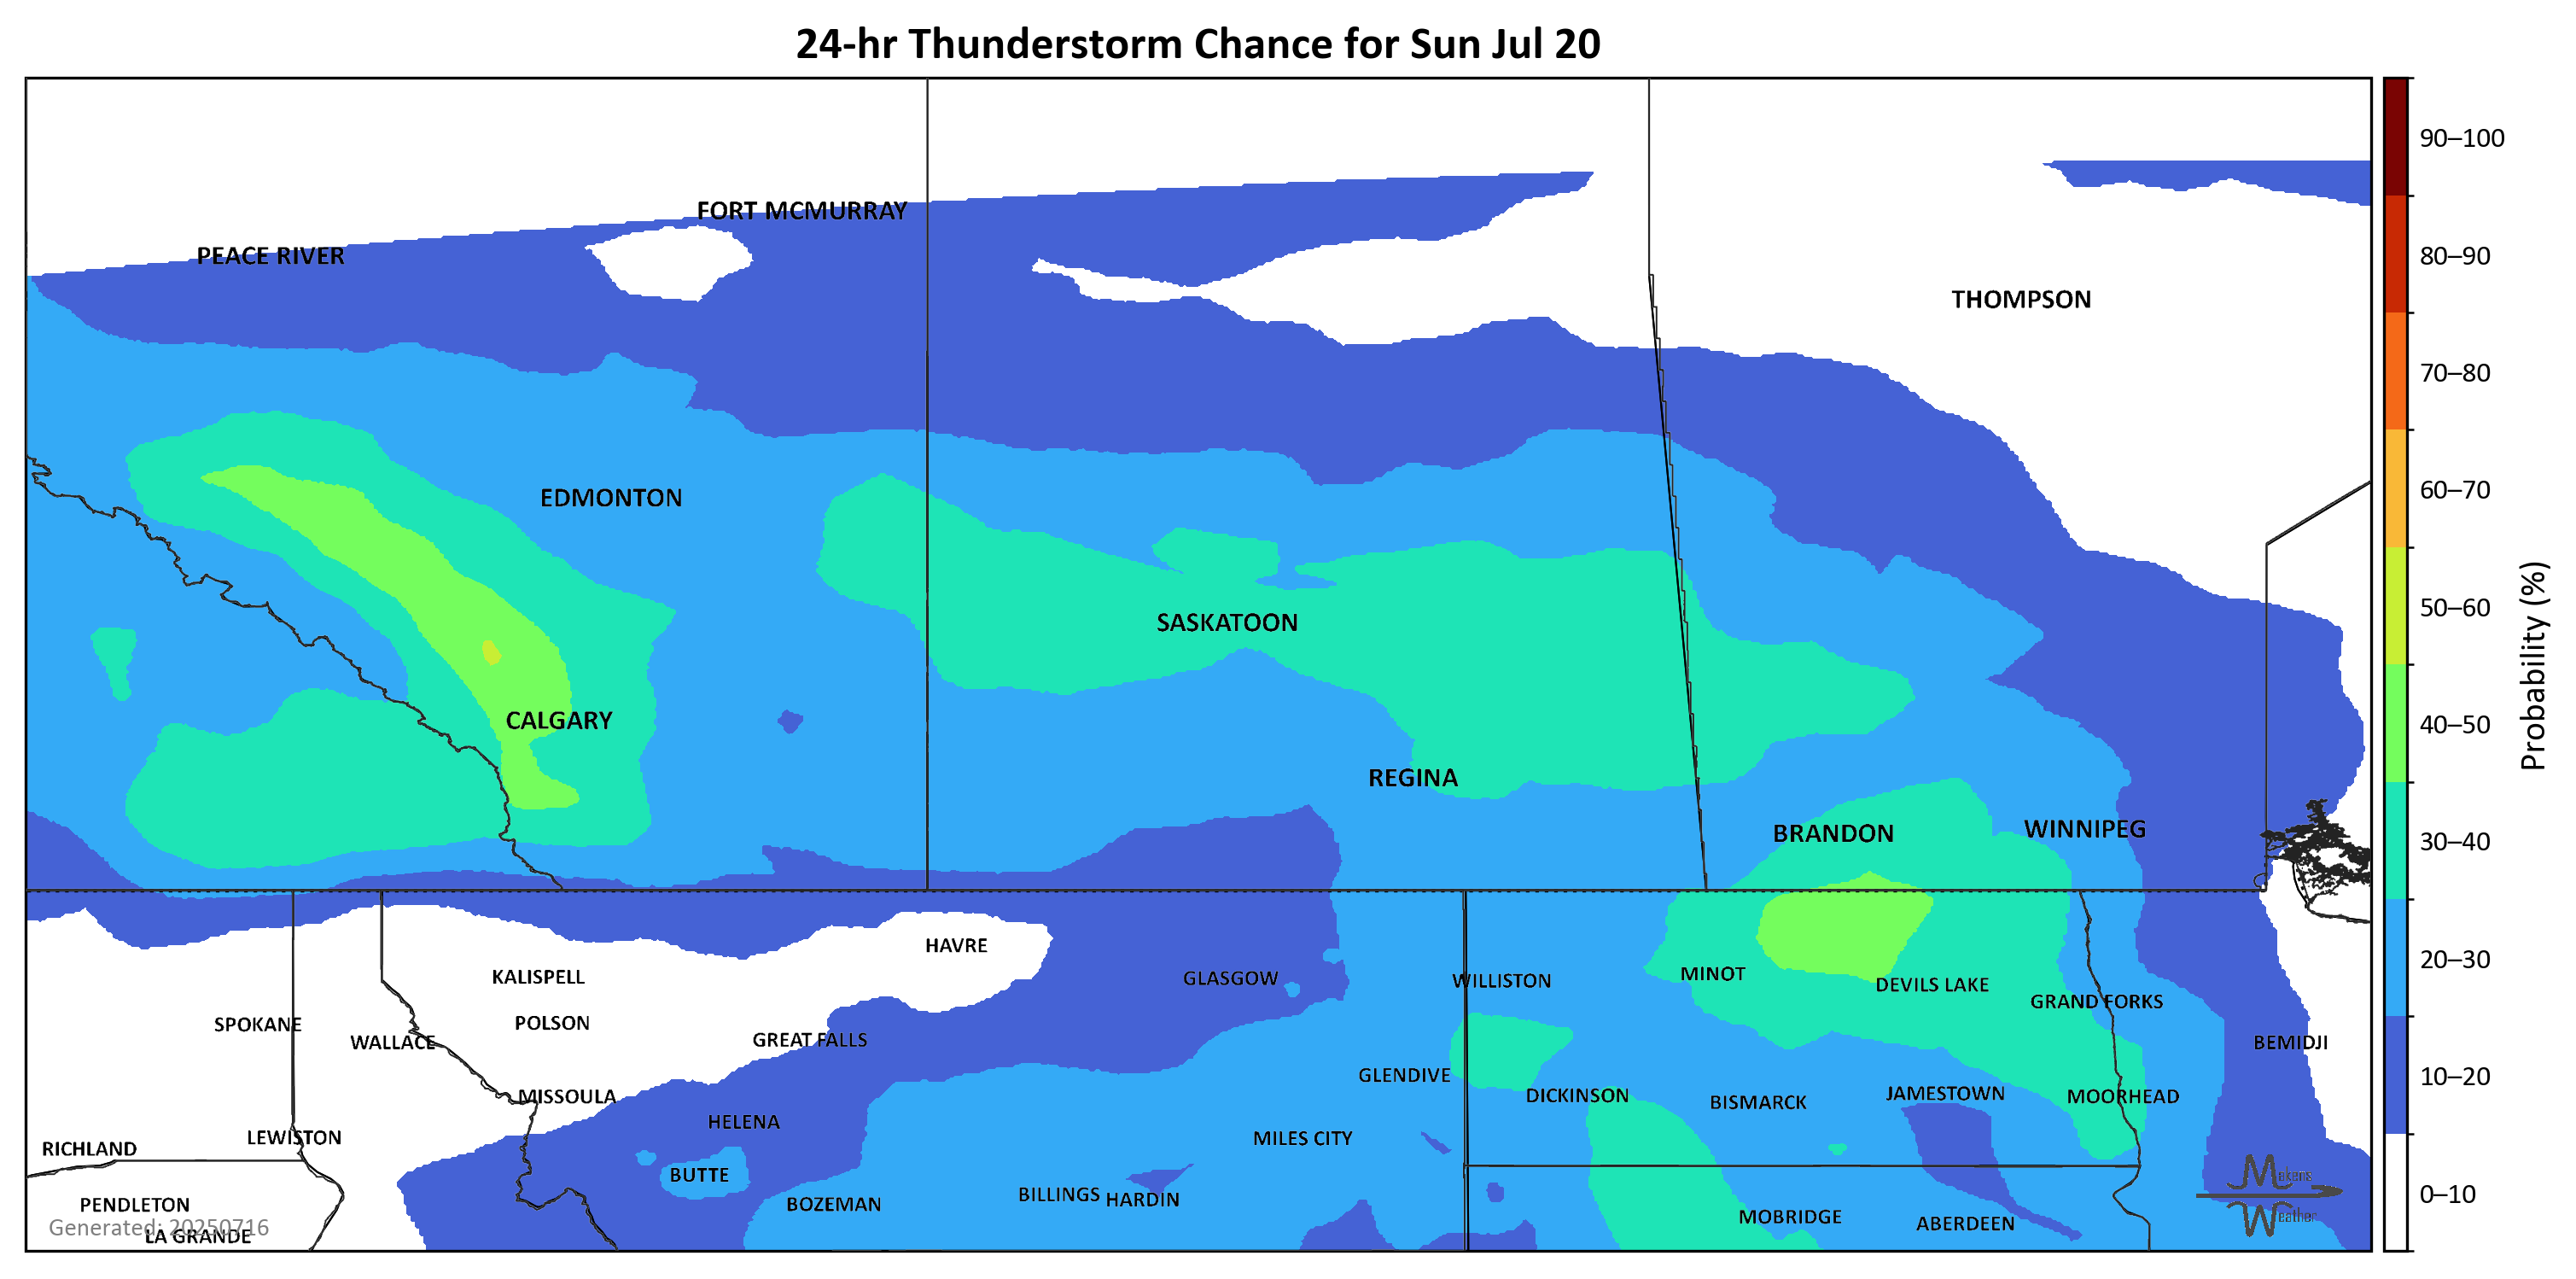 24-hr Thunderstorm Chance for Sun Jul 20
90–100
FORT MCMURRAY
PEACE RIVER
80–90
THOMPSON
70–80
60–70
EDMONTON
50–60
SASKATOON
CALGARY
40–50
Probability (%)
REGINA
30–40
BRANDON
WINNIPEG
HAVRE
20–30
KALISPELL
GLASGOW
WILLISTON
MINOT
DEVILS LAKE
GRAND FORKS
SPOKANE
POLSON
WALLACE
GREAT FALLS
BEMIDJI
GLENDIVE
10–20
MISSOULA
DICKINSON
BISMARCK
JAMESTOWN
MOORHEAD
HELENA
LEWISTON
MILES CITY
RICHLAND
BUTTE
Mekens
0–10
PENDLETON
BOZEMAN
BILLINGS
HARDIN
Weather
MOBRIDGE
ABERDEEN
Generated: 20250716
LA GRANDE